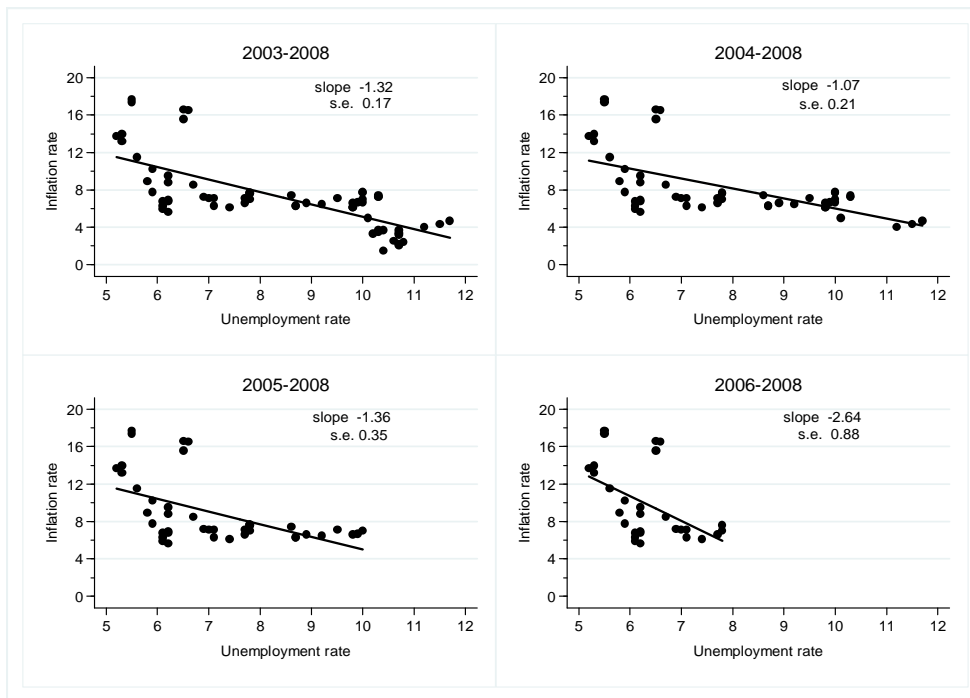 2003-2008
slope -1.32
s.e. 0.17
Inflation rate
20
16
12
8
4
0
5 6 7 8 9 10 11 12
Unemployment rate
2004-2008
slope -1.07
s.e. 0.21
Inflation rate
20
16
12
8
4
0
5 6 7 8 9 10 11 12
Unemployment rate
2005-2008
slope -1.36
s.e. 0.35
Inflation rate
20
16
12
8
4
0
5 6 7 8 9 10 11 12
Unemployment rate
2006-2008
slope -2.64
s.e. 0.88
Inflation rate
20
16
12
8
4
0
5 6 7 8 9 10 11 12
Unemployment rate